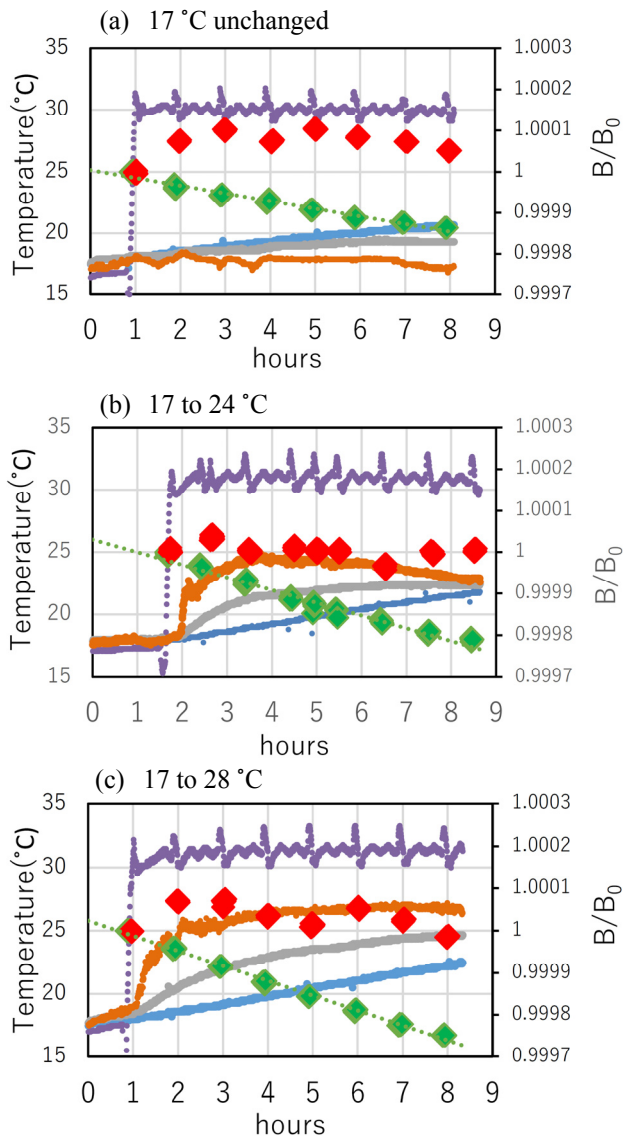 (a) 17 ˚C unchanged
35
30
25
20
15
Temperature(˚C)
1.0003
1.0002
1.0001
1
0.9999
0.9998
0.9997
B/B0
0 1 2 3 4 5 6 7 8 9
hours
(b) 17 to 24 ˚C
35
30
25
20
15
Temperature(˚C)
1.0003
1.0002
1.0001
1
0.9999
0.9998
0.9997
B/B0
0 1 2 3 4 5 6 7 8 9
hours
(c) 17 to 28 ˚C
35
30
25
20
15
Temperature(˚C)
1.0003
1.0002
1.0001
1
0.9999
0.9998
0.9997
B/B0
0 1 2 3 4 5 6 7 8 9
hours